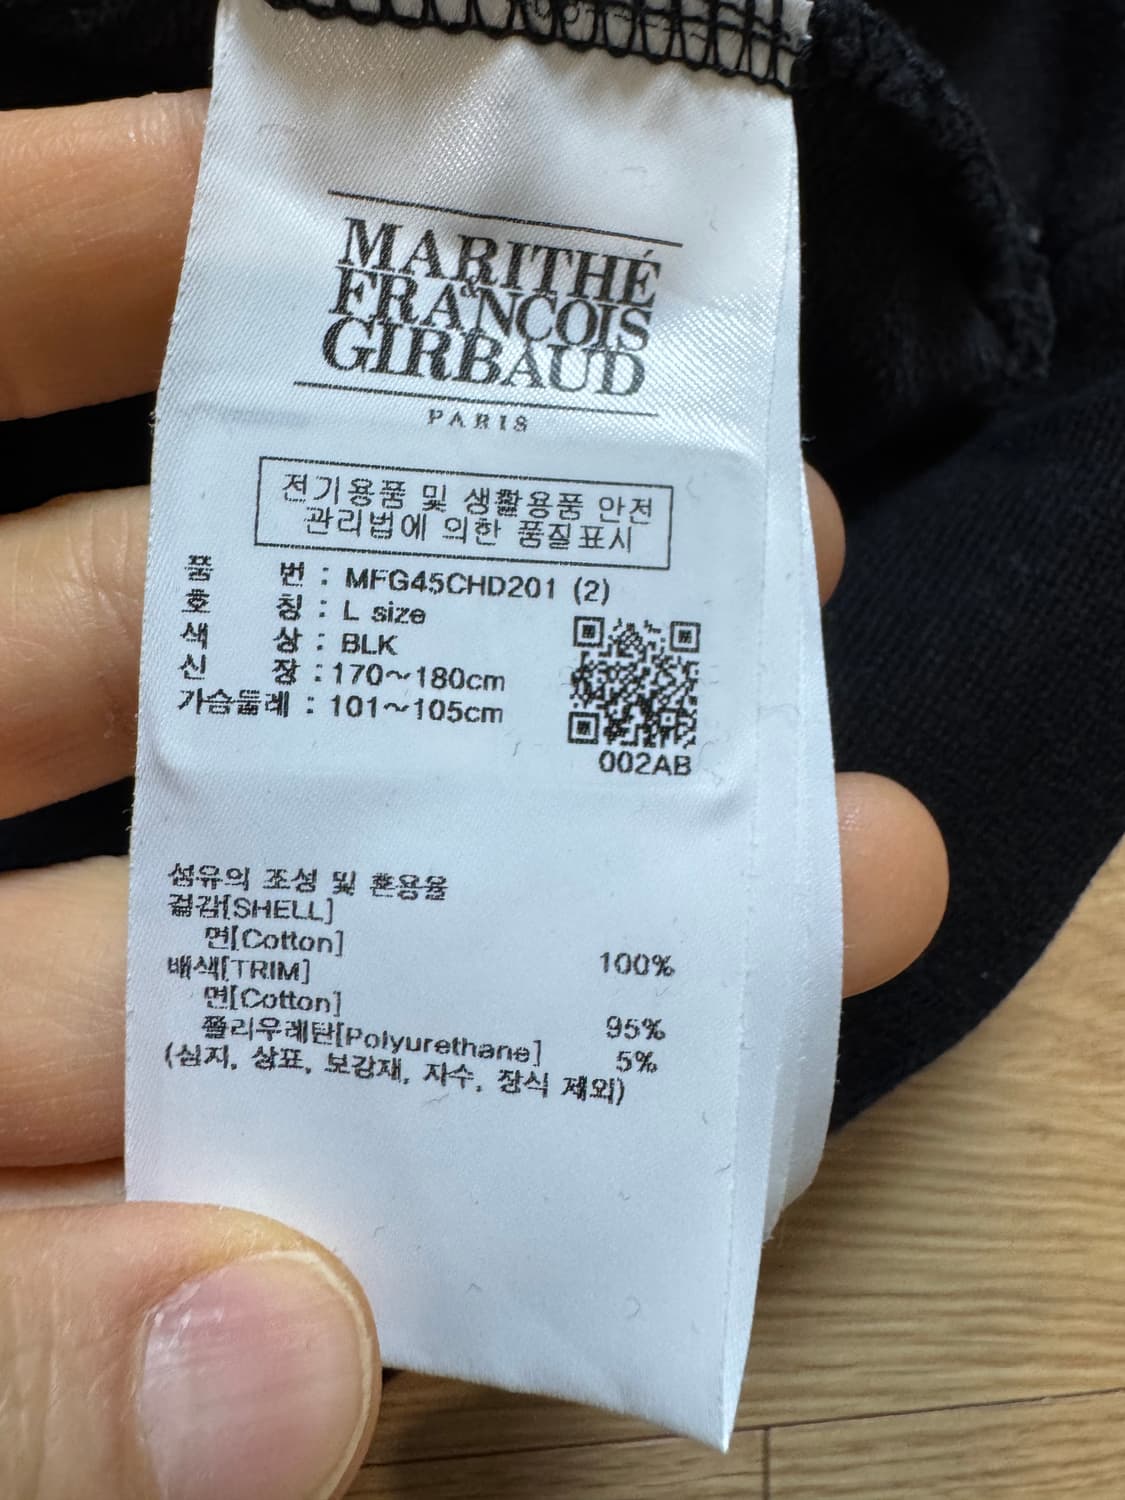 MARITHÉ
FRANCOIS
&
GIRBAUD
PARIS
전기용품 및 생활용품 안전
관리법에 의한 품질표시
품 번 : MFG45CHD201 (2)
호 칭 : L size
색 상 : BLK
신 장 : 170~180cm
가슴둘레 : 101~105cm
002AB
섬유의 조성 및 혼용율
겉감[SHELL]
면[Cotton] 100%
배색[TRIM]
면[Cotton] 95%
폴리우레탄[Polyurethane] 5%
(심지, 상표, 보강재, 자수, 장식 제외)